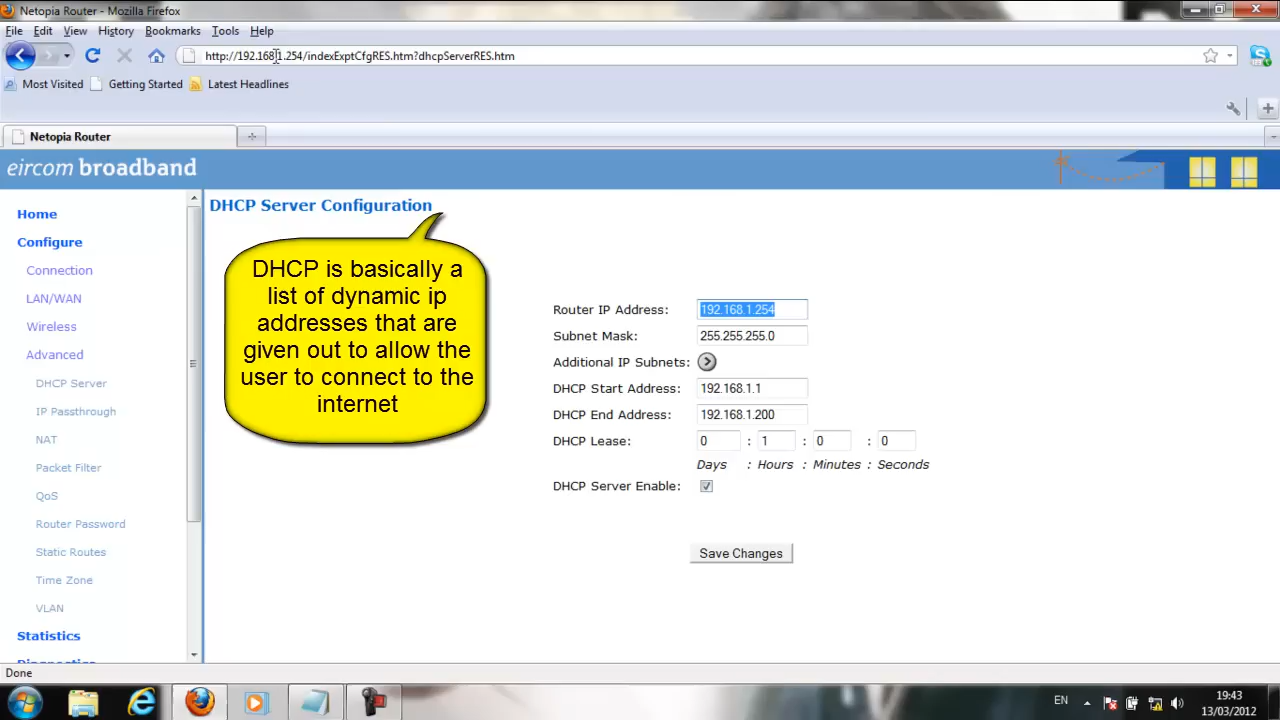 Netopia Router - Mozilla Firefox
File Edit View History Bookmarks Tools Help
http://192.168.1.254/indexExptCfgRES.htm?dhcpServerRES.htm
Most Visited Getting Started Latest Headlines
Netopia Router
eircom broadband
Home
Configure
Connection
LAN/WAN
Wireless
Advanced
DHCP Server
IP Passthrough
NAT
Packet Filter
QoS
Router Password
Static Routes
Time Zone
VLAN
Statistics
Diagnostics
DHCP Server Configuration
DHCP is basically a
list of dynamic ip
addresses that are
given out to allow the
user to connect to the
internet
Router IP Address: 192.168.1.254
Subnet Mask: 255.255.255.0
Additional IP Subnets:
DHCP Start Address: 192.168.1.1
DHCP End Address: 192.168.1.200
DHCP Lease: 0 : 1 : 0 : 0
Days : Hours : Minutes : Seconds
DHCP Server Enable:
Save Changes
Done
EN
19:43
13/03/2012